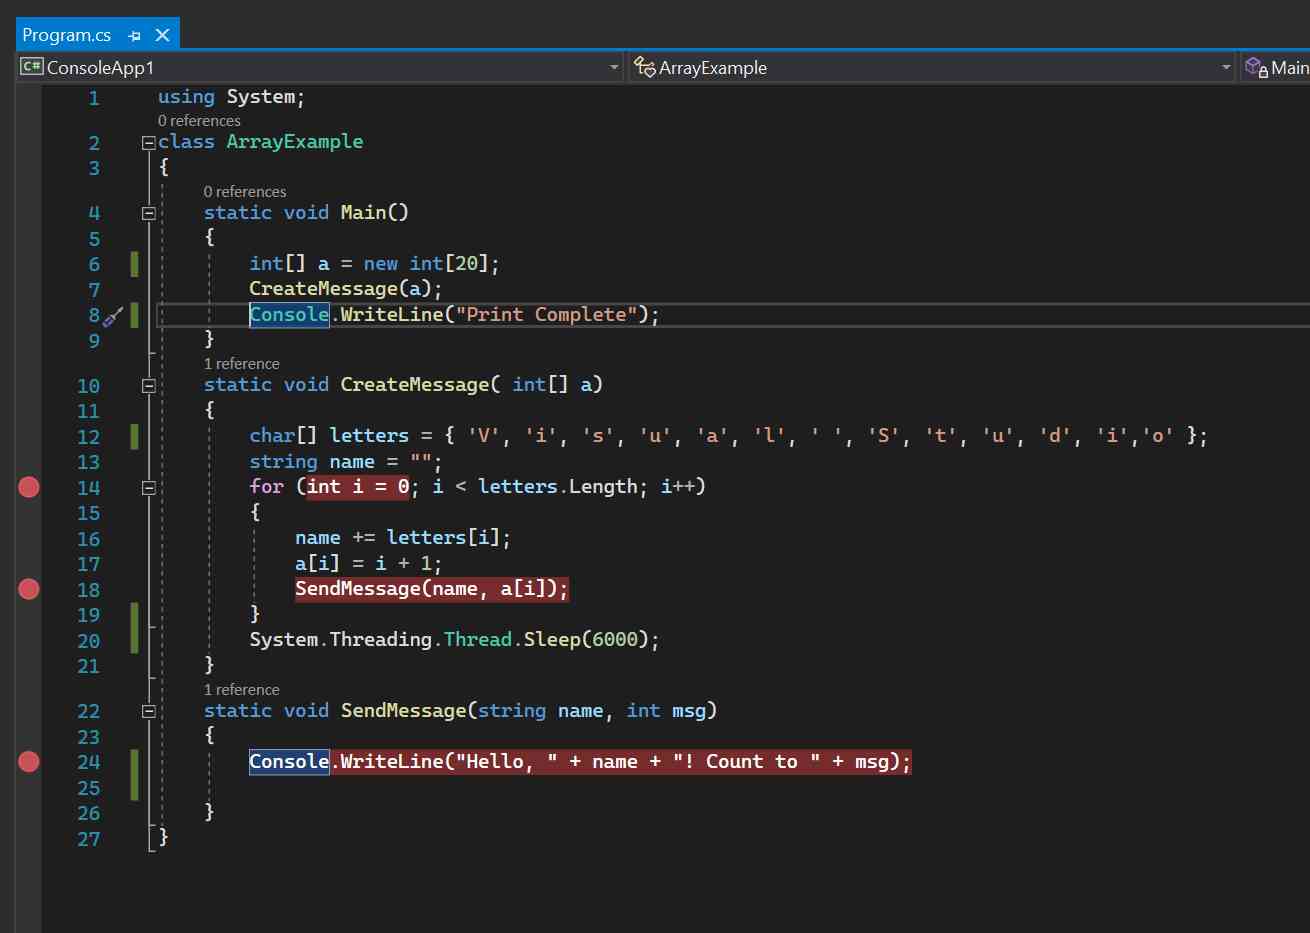 Program.cs
C# ConsoleApp1 ArrayExample Main
1 using System;
0 references
2 class ArrayExample
3 {
0 references
4 static void Main()
5 {
6 int[] a = new int[20];
7 CreateMessage(a);
8 Console.WriteLine("Print Complete");
9 }
1 reference
10 static void CreateMessage( int[] a)
11 {
12 char[] letters = { 'V', 'i', 's', 'u', 'a', 'l', ' ', 'S', 't', 'u', 'd', 'i','o' };
13 string name = "";
14 for (int i = 0; i < letters.Length; i++)
15 {
16 name += letters[i];
17 a[i] = i + 1;
18 SendMessage(name, a[i]);
19 }
20 System.Threading.Thread.Sleep(6000);
21 }
1 reference
22 static void SendMessage(string name, int msg)
23 {
24 Console.WriteLine("Hello, " + name + "! Count to " + msg);
25
26 }
27 }